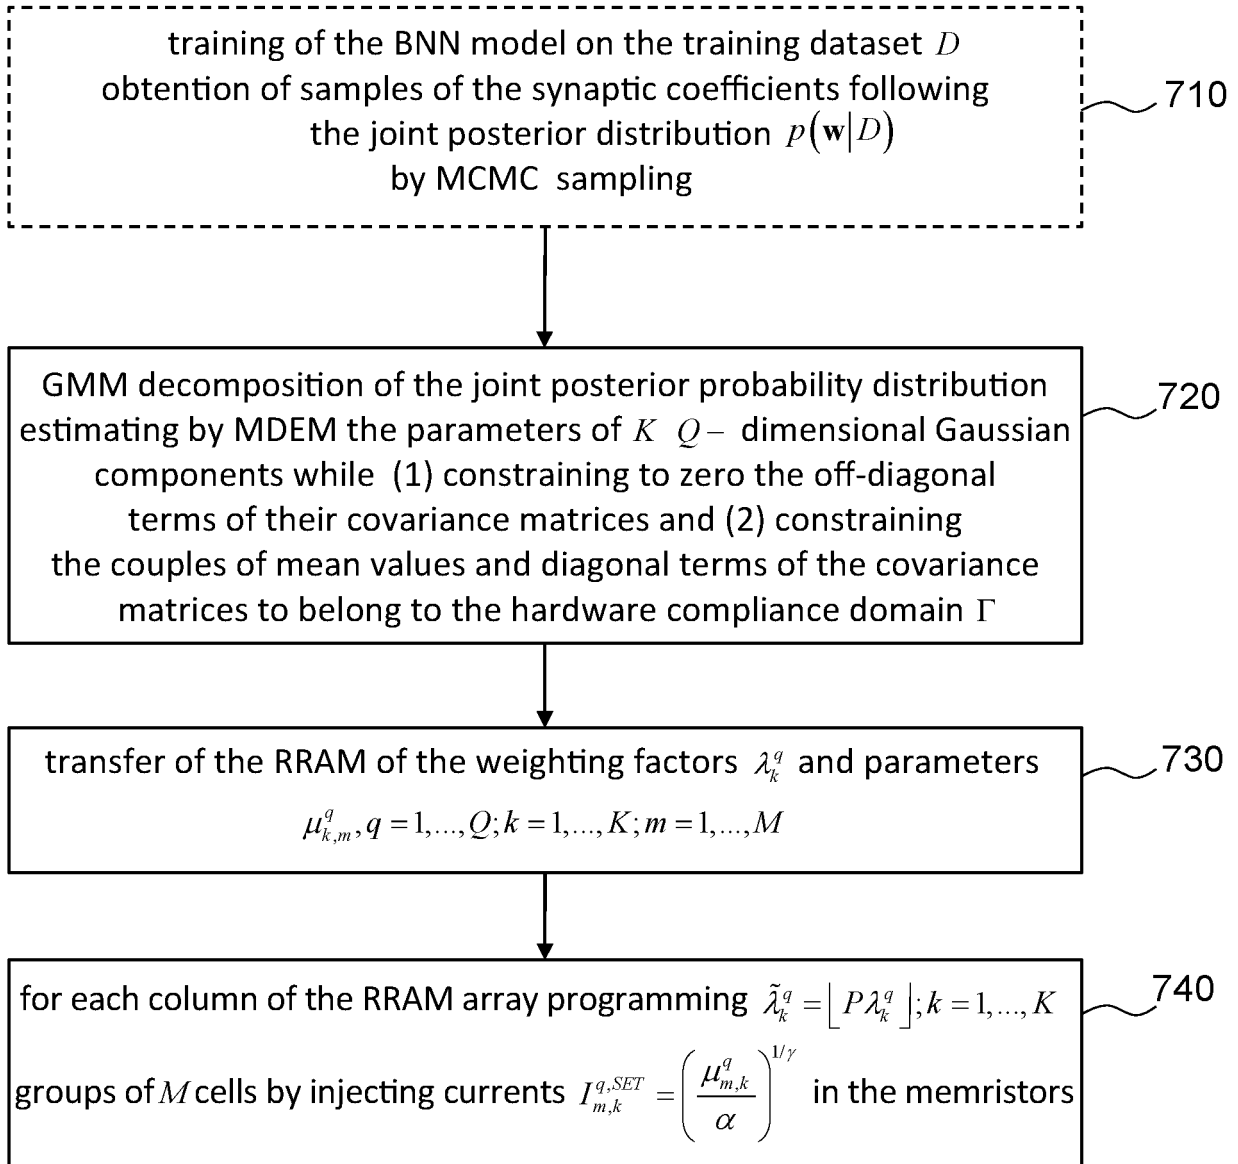 training of the BNN model on the training dataset D
obtention of samples of the synaptic coefficients following
the joint posterior distribution p(w|D)
by MCMC sampling
710
GMM decomposition of the joint posterior probability distribution
estimating by MDEM the parameters of K Q – dimensional Gaussian
components while (1) constraining to zero the off-diagonal
terms of their covariance matrices and (2) constraining
the couples of mean values and diagonal terms of the covariance
matrices to belong to the hardware compliance domain Γ
720
transfer of the RRAM of the weighting factors λ_k^q and parameters
μ_{k,m}^q, q = 1,..., Q; k = 1,..., K; m = 1,..., M
730
for each column of the RRAM array programming λ̃_k^q = ⌊Pλ_k^q⌋; k = 1,..., K
groups of M cells by injecting currents I_{m,k}^{q,SET} = (μ_{m,k}^q / α)^{1/γ} in the memristors
740